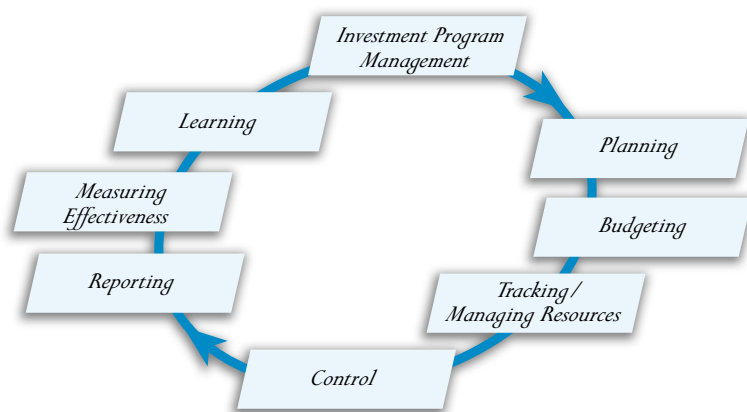 Investment Program
Management
Planning
Budgeting
Tracking/
Managing Resources
Control
Reporting
Measuring
Effectiveness
Learning